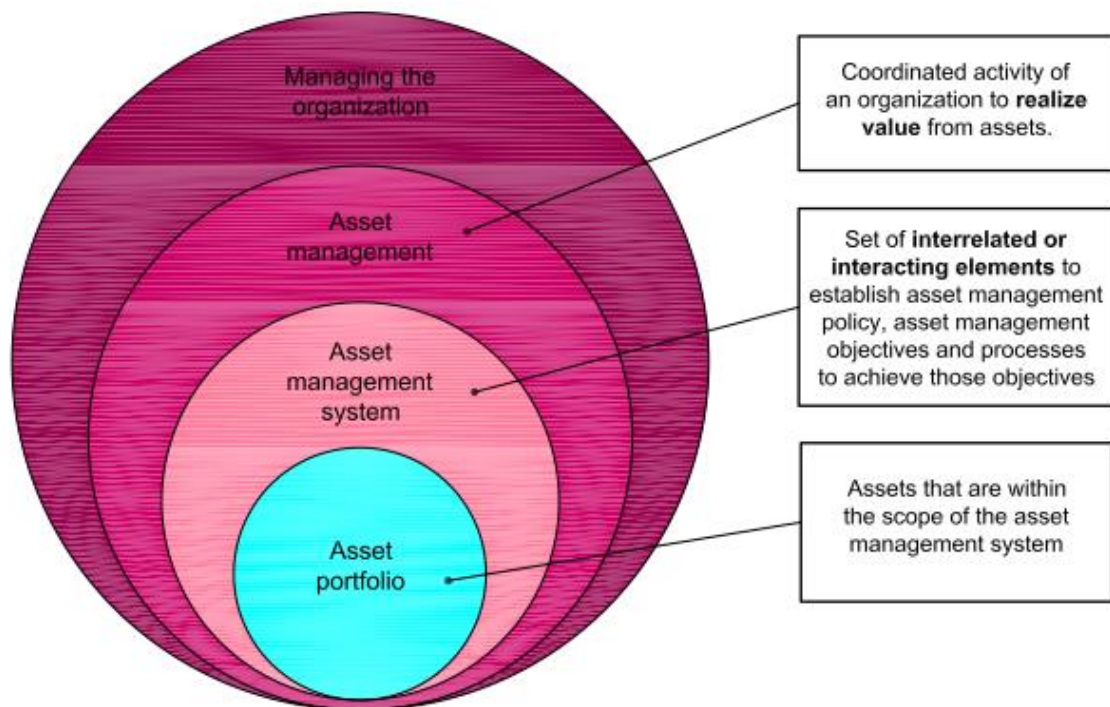 Managing the
organization
Asset
management
Asset
management
system
Asset
portfolio
Coordinated activity of
an organization to realize
value from assets.
Set of interrelated or
interacting elements to
establish asset management
policy, asset management
objectives and processes
to achieve those objectives
Assets that are within
the scope of the asset
management system